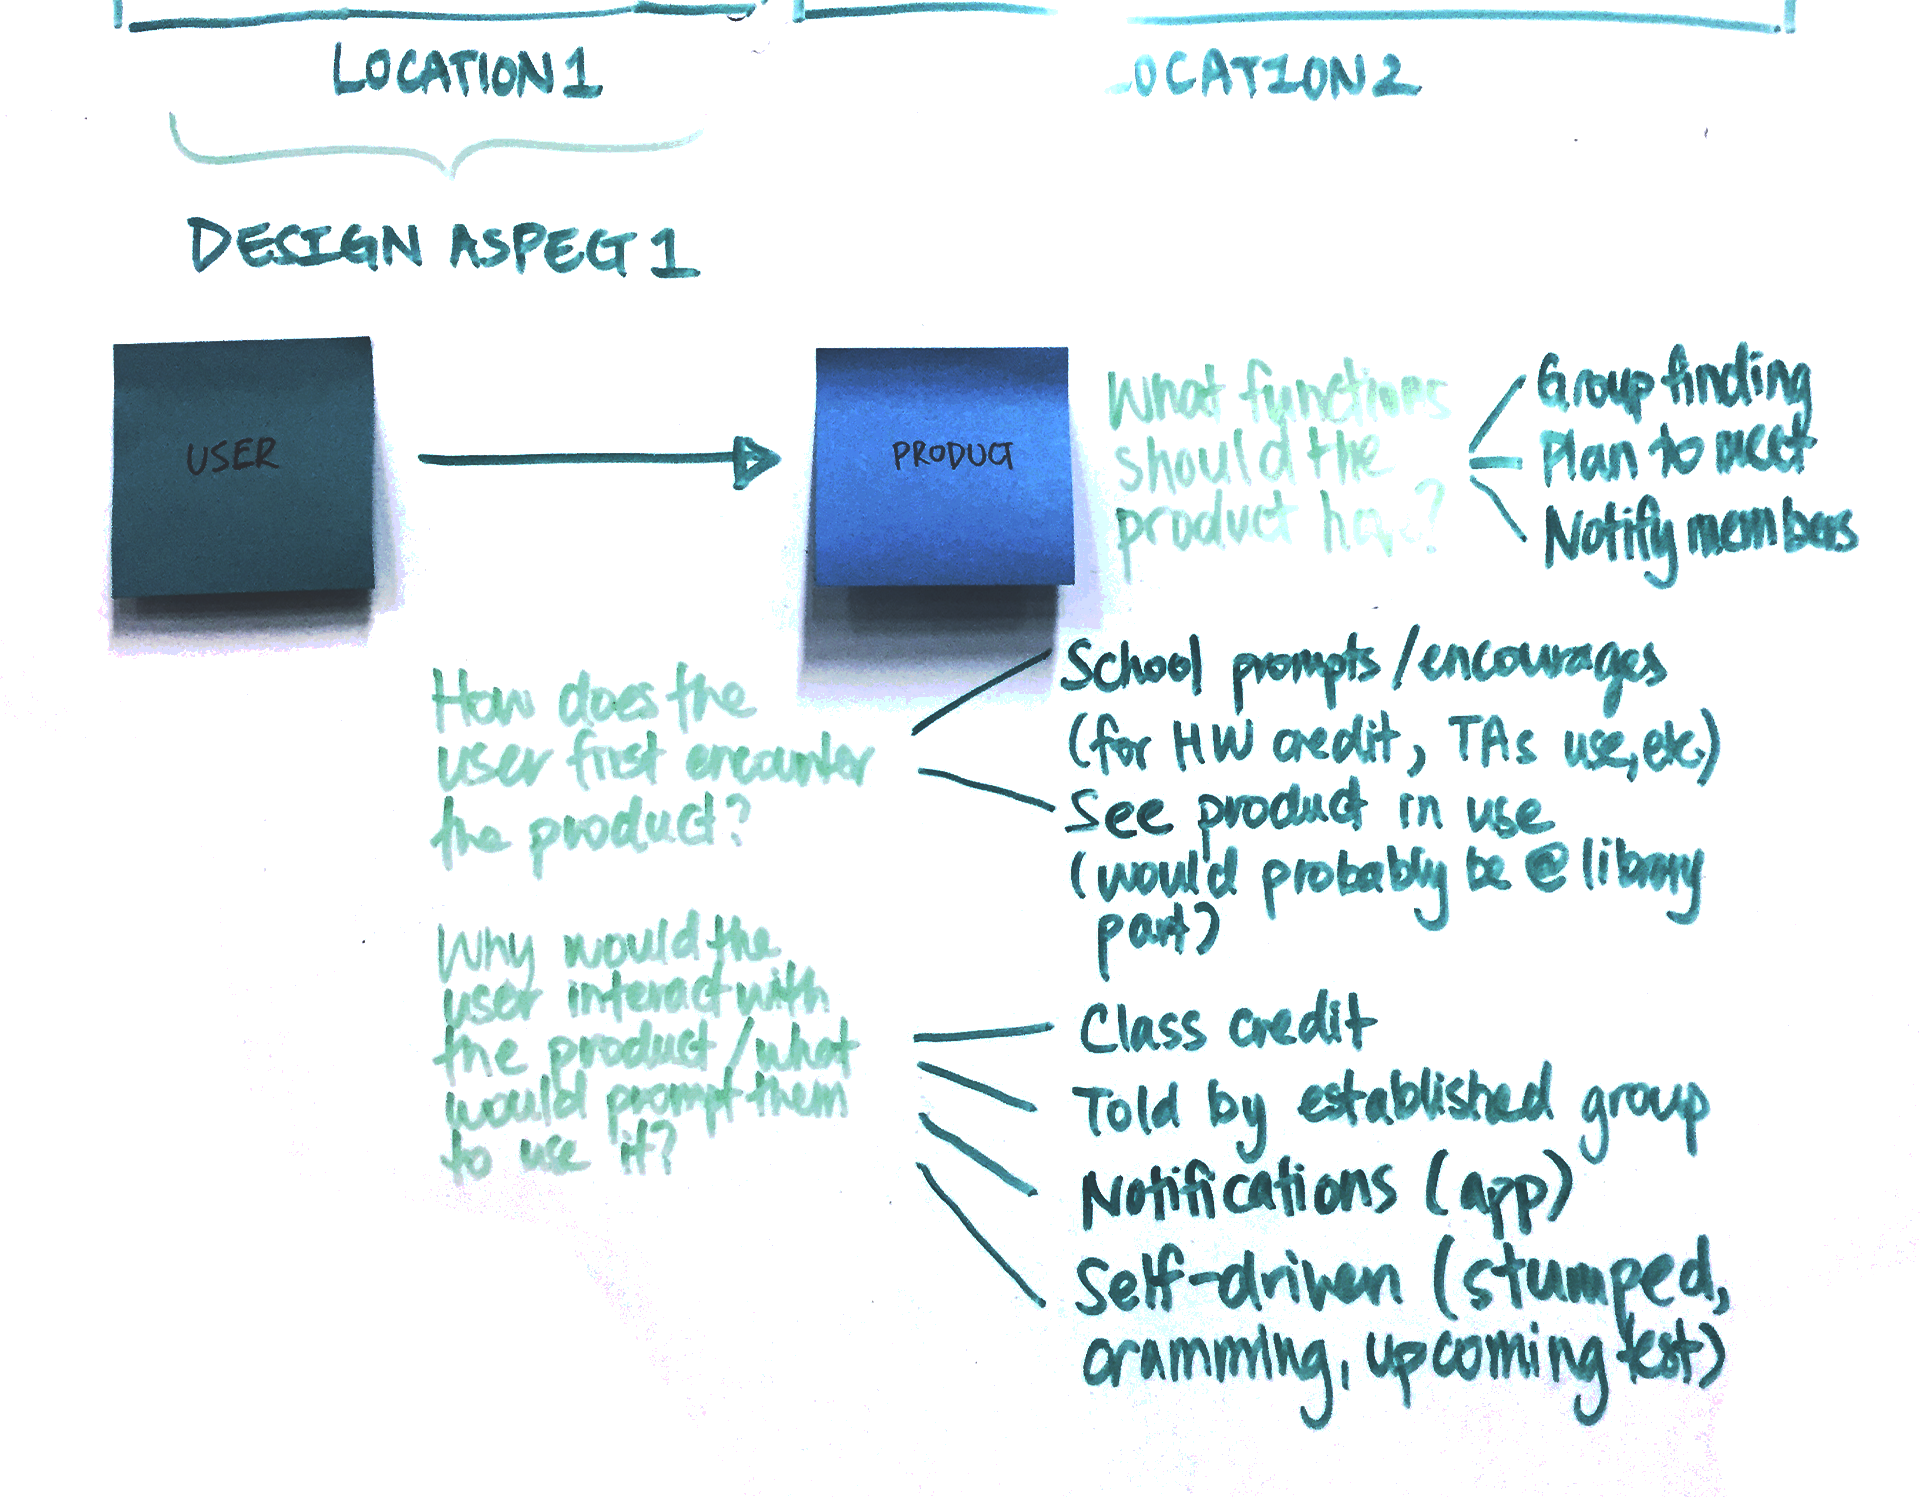 LOCATION 1
LOCATION 2
DESIGN ASPECT 1
USER
PRODUCT
What functions
should the
product have?
Group finding
Plan to meet
Notify members
How does the
user first encounter
the product?
School prompts/encourages
(for HW credit, TAs use, etc.)
See product in use
(would probably be @ library
part)
Why would the
user interact with
the product/what
would prompt them
to use it?
Class credit
Told by established group
Notifications (app)
Self-driven (stumped,
cramming, upcoming test)